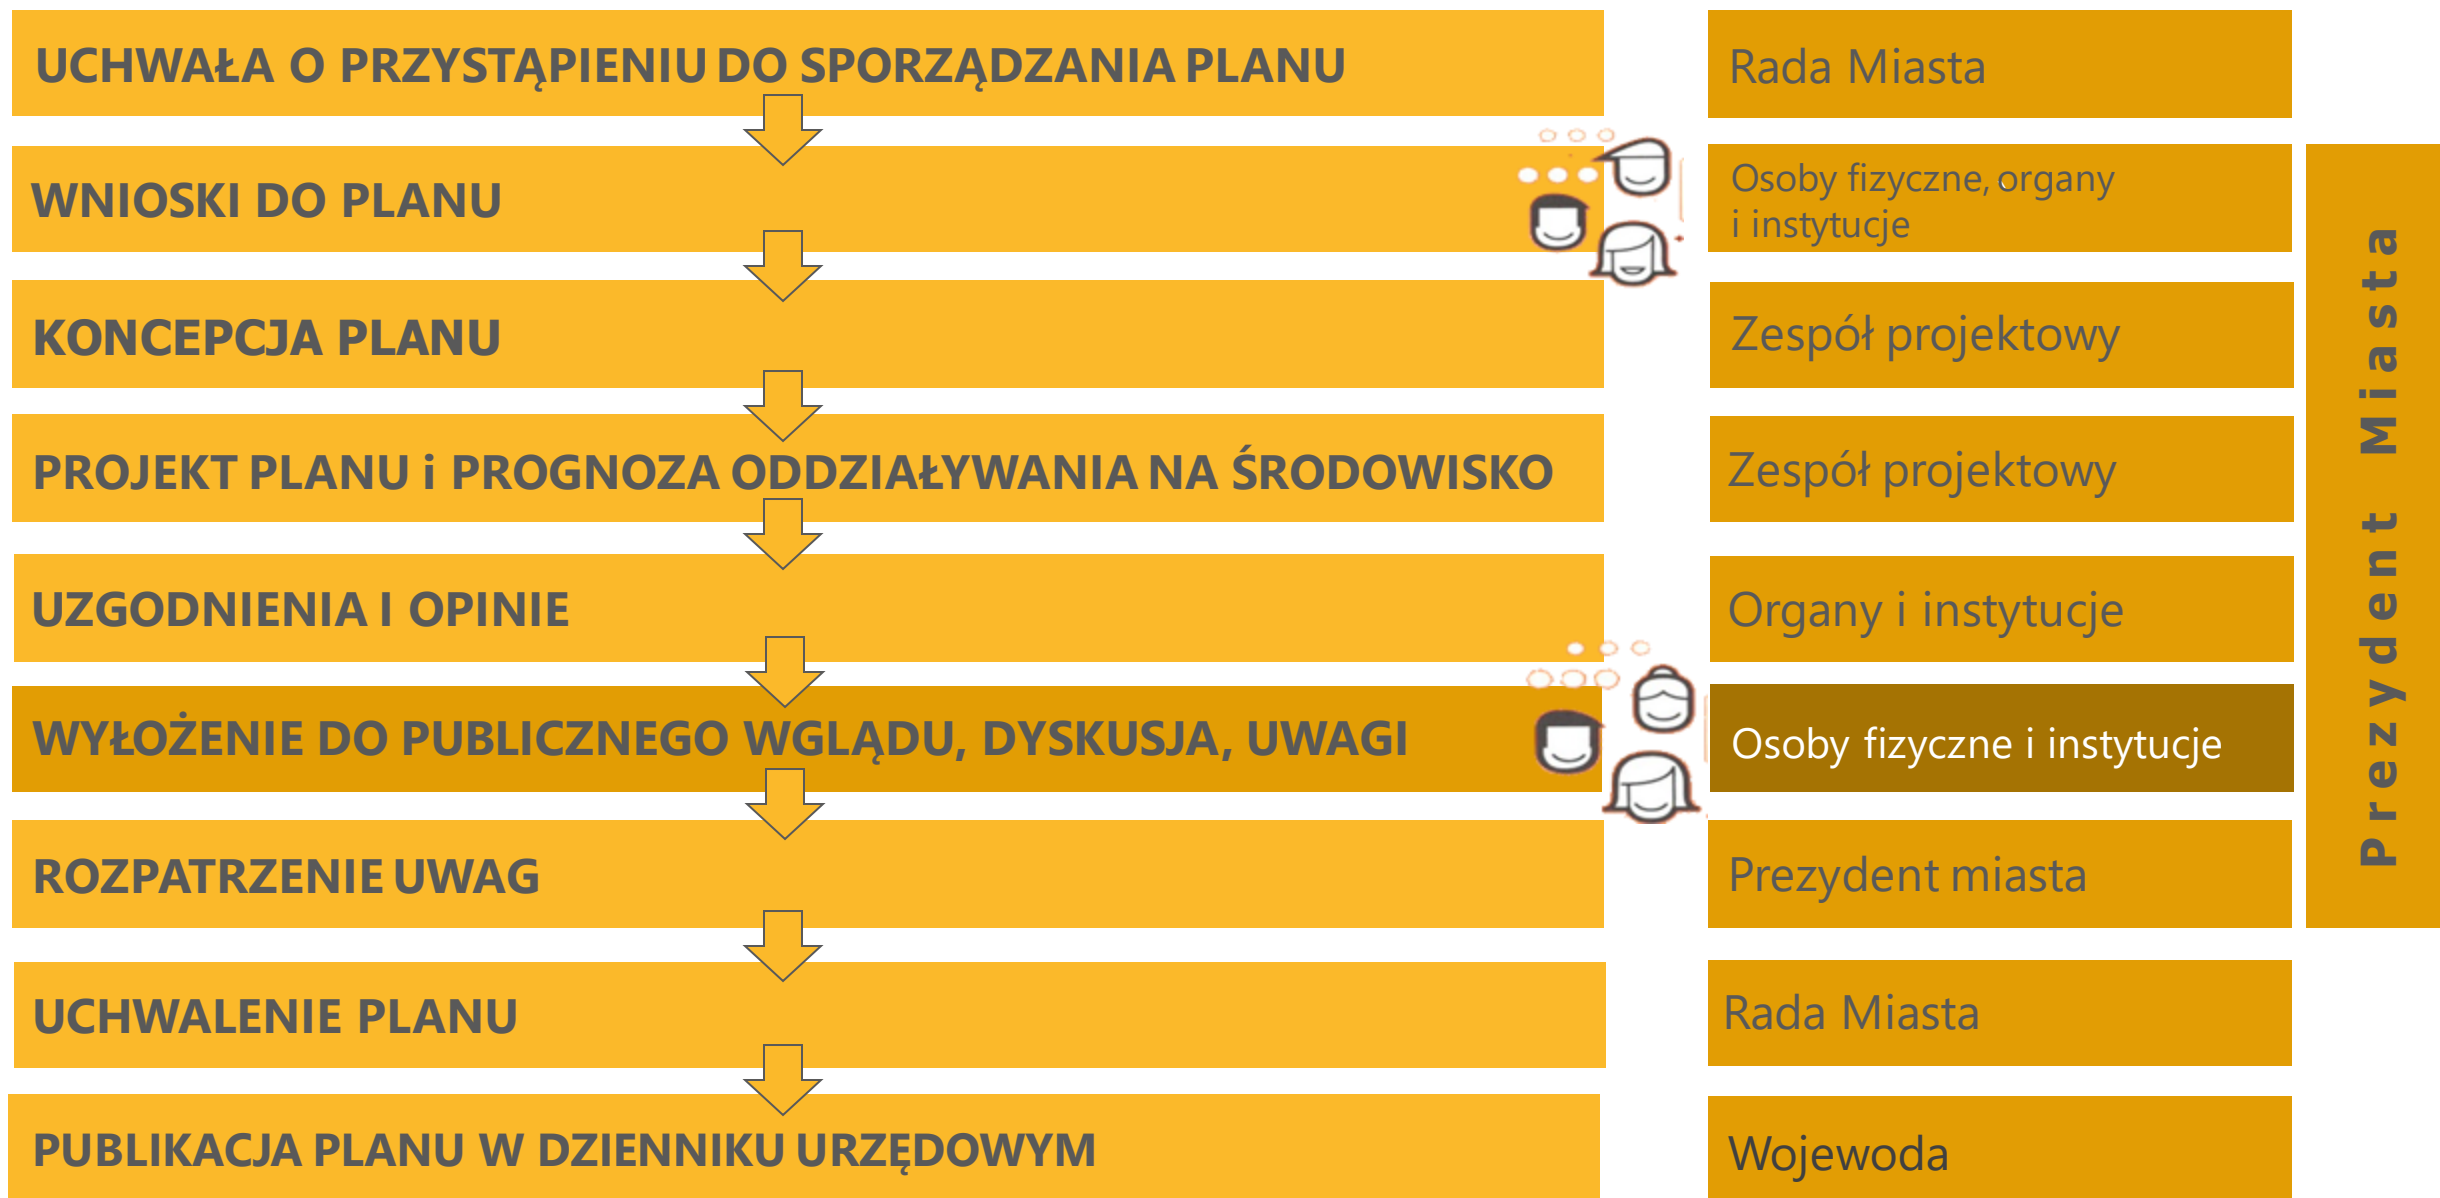 UCHWAŁA O PRZYSTĄPIENIU DO SPORZĄDZANIA PLANU
Rada Miasta
WNIOSKI DO PLANU
Osoby fizyczne, organy
i instytucje
KONCEPCJA PLANU
Zespół projektowy
PROJEKT PLANU i PROGNOZA ODDZIAŁYWANIA NA ŚRODOWISKO
Zespół projektowy
UZGODNIENIA I OPINIE
Organy i instytucje
WYŁOŻENIE DO PUBLICZNEGO WGLĄDU, DYSKUSJA, UWAGI
Osoby fizyczne i instytucje
ROZPATRZENIE UWAG
Prezydent miasta
UCHWALENIE PLANU
Rada Miasta
PUBLIKACJA PLANU W DZIENNIKU URZĘDOWYM
Wojewoda
Prezydent Miasta